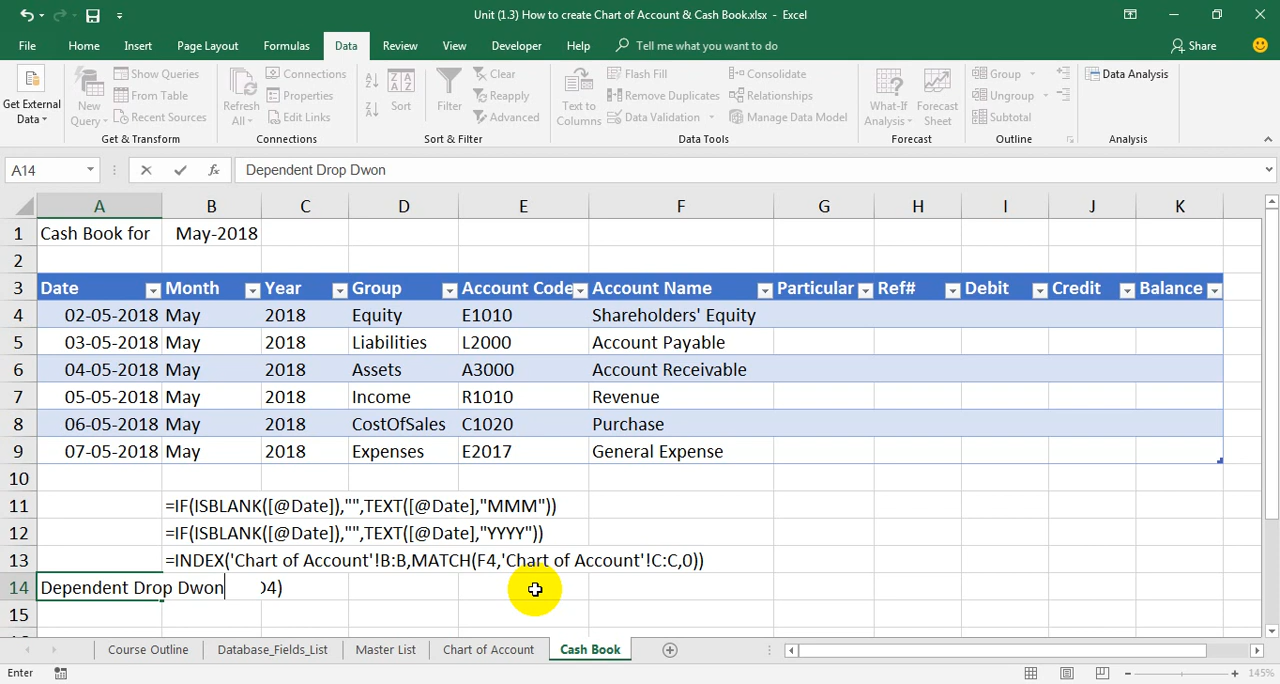 Unit (1.3) How to create Chart of Account & Cash Book.xlsx - Excel
File Home Insert Page Layout Formulas Data Review View Developer Help Tell me what you want to do Share
Get External Data
New Query
Show Queries
From Table
Recent Sources
Get & Transform
Refresh All
Connections
Properties
Edit Links
Connections
Sort
Filter
Clear
Reapply
Advanced
Sort & Filter
Text to Columns
Flash Fill
Remove Duplicates
Data Validation
Consolidate
Relationships
Manage Data Model
Data Tools
What-If Analysis
Forecast Sheet
Forecast
Group
Ungroup
Subtotal
Outline
Data Analysis
Analysis
A14 fx Dependent Drop Dwon
A B C D E F G H I J K
1 Cash Book for May-2018
2
3 Date Month Year Group Account Code Account Name Particular Ref# Debit Credit Balance
4 02-05-2018 May 2018 Equity E1010 Shareholders' Equity
5 03-05-2018 May 2018 Liabilities L2000 Account Payable
6 04-05-2018 May 2018 Assets A3000 Account Receivable
7 05-05-2018 May 2018 Income R1010 Revenue
8 06-05-2018 May 2018 CostOfSales C1020 Purchase
9 07-05-2018 May 2018 Expenses E2017 General Expense
10
11 =IF(ISBLANK([@Date]),"",TEXT([@Date],"MMM"))
12 =IF(ISBLANK([@Date]),"",TEXT([@Date],"YYYY"))
13 =INDEX('Chart of Account'!B:B,MATCH(F4,'Chart of Account'!C:C,0))
14 Dependent Drop Dwon D4)
15
Course Outline Database_Fields_List Master List Chart of Account Cash Book
Enter 145%